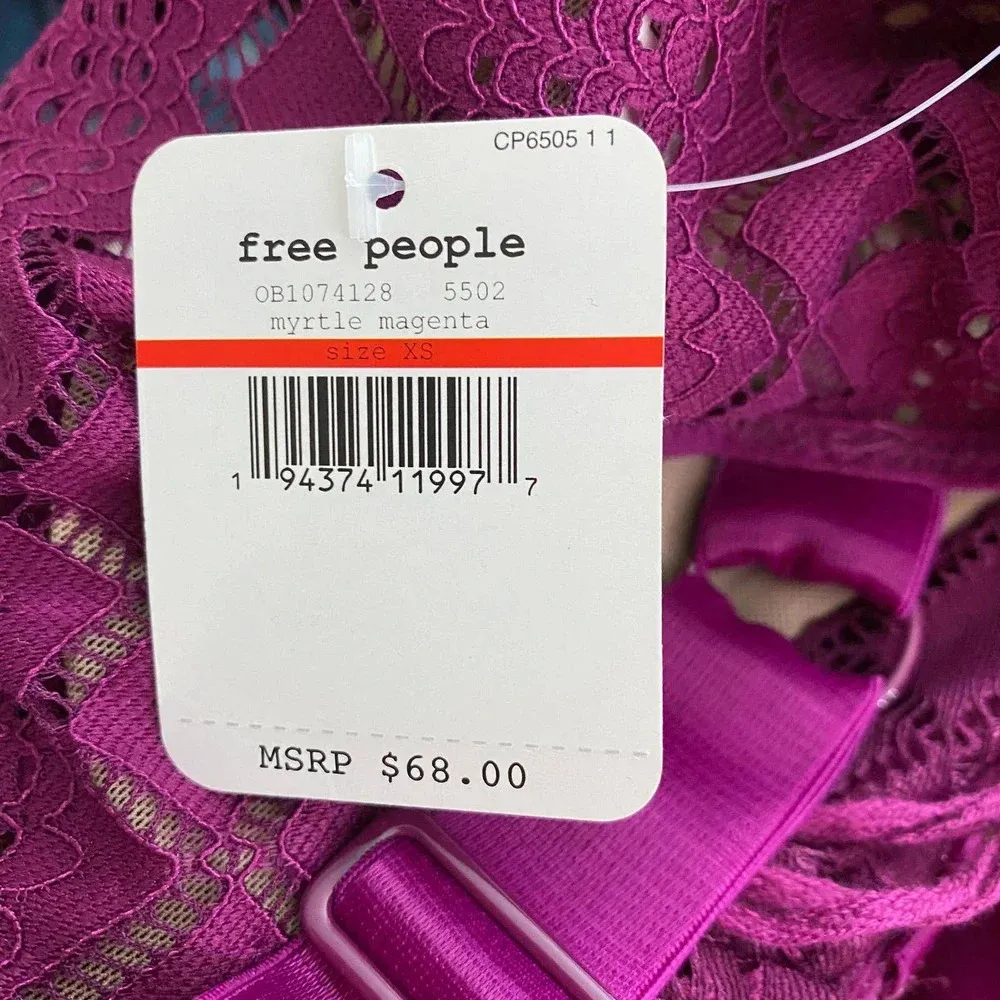 CP6505 1 1
free people
OB1074128 5502
myrtle magenta
size XS
1 94374 11997 7
MSRP $68.00